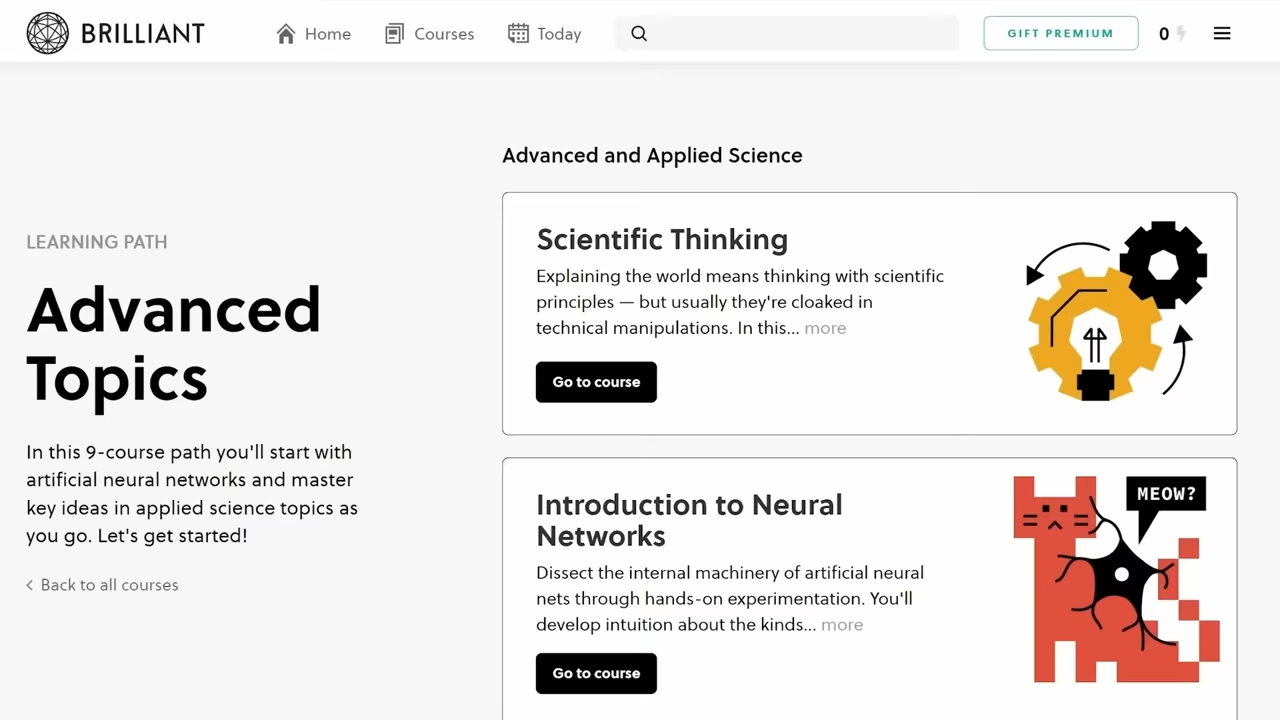 BRILLIANT
Home
Courses
Today
GIFT PREMIUM
0
LEARNING PATH
Advanced
Topics
In this 9-course path you'll start with
artificial neural networks and master
key ideas in applied science topics as
you go. Let's get started!
Back to all courses
Advanced and Applied Science
Scientific Thinking
Explaining the world means thinking with scientific
principles — but usually they're cloaked in
technical manipulations. In this... more
Go to course
Introduction to Neural
Networks
Dissect the internal machinery of artificial neural
nets through hands-on experimentation. You'll
develop intuition about the kinds... more
Go to course
MEOW?